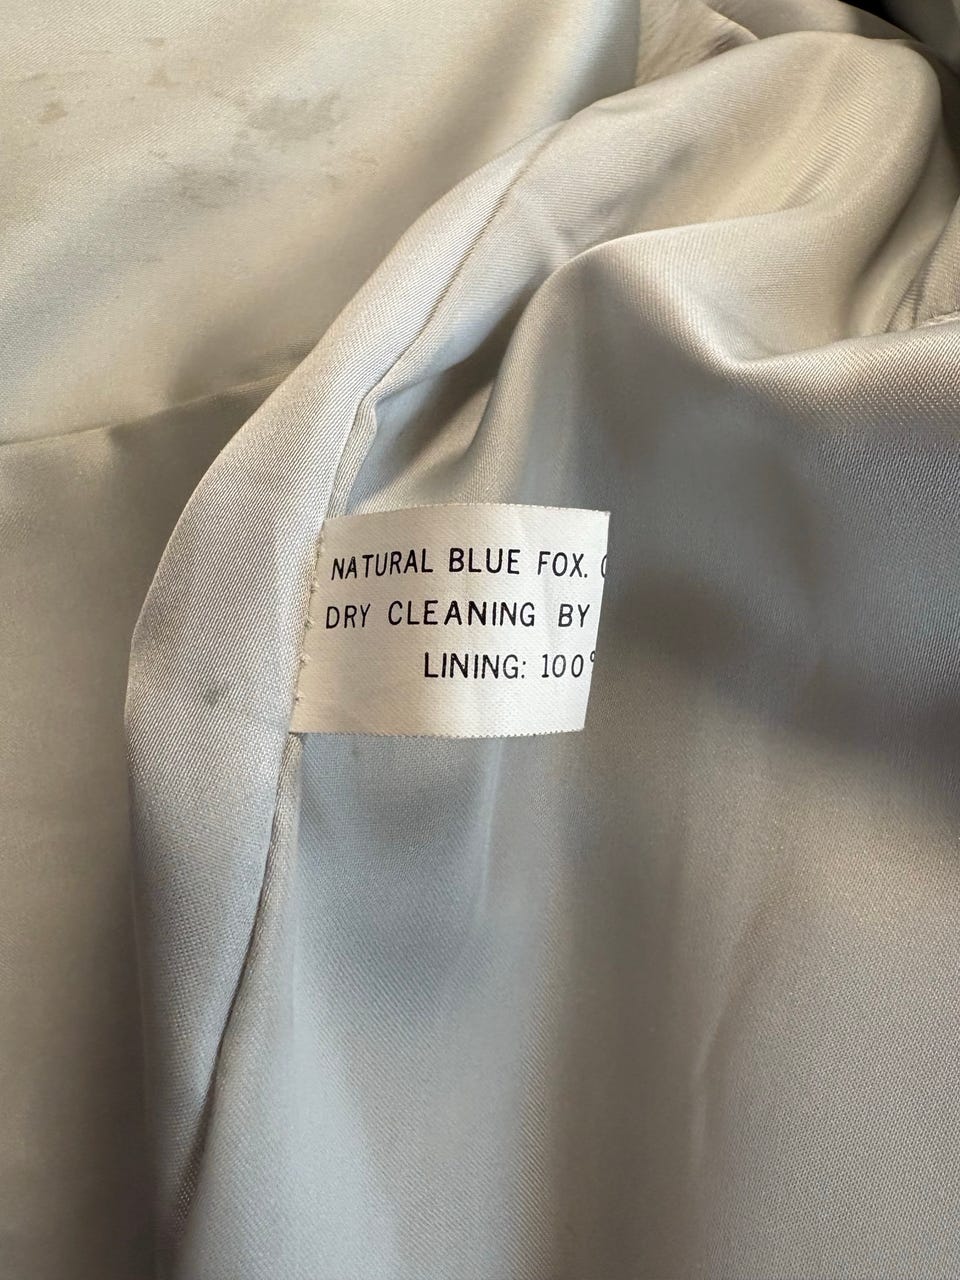 NATURAL BLUE FOX.
DRY CLEANING BY
LINING: 100%